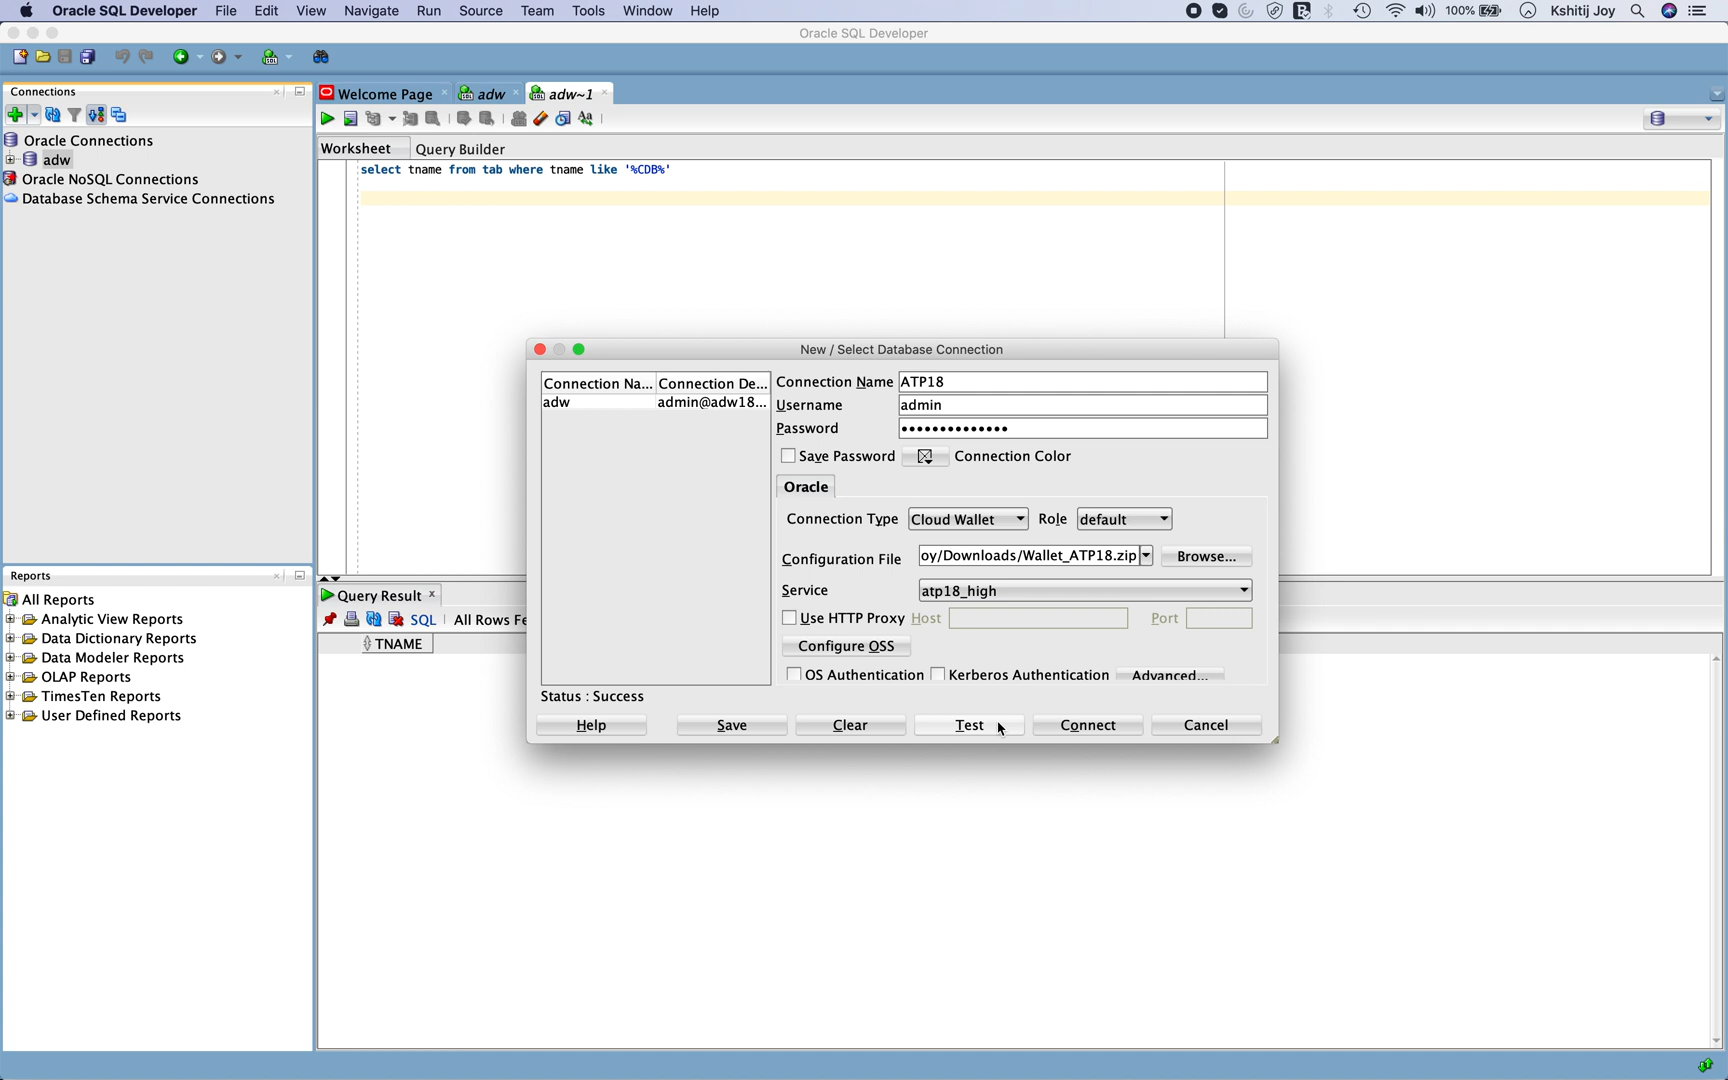 Oracle SQL Developer File Edit View Navigate Run Source Team Tools Window Help 100% Kshitij Joy
Oracle SQL Developer
Connections
Welcome Page adw adw~1
Oracle Connections
adw
Oracle NoSQL Connections
Database Schema Service Connections
Worksheet Query Builder
select tname from tab where tname like '%CDB%'
New / Select Database Connection
Connection Na... Connection De...
adw admin@adw18...
Connection Name ATP18
Username admin
Password ••••••••••••••
Save Password Connection Color
Oracle
Connection Type Cloud Wallet Role default
Configuration File oy/Downloads/Wallet_ATP18.zip Browse...
Service atp18_high
Use HTTP Proxy Host Port
Configure OSS
OS Authentication Kerberos Authentication Advanced...
Status : Success
Help Save Clear Test Connect Cancel
Reports
All Reports
Analytic View Reports
Data Dictionary Reports
Data Modeler Reports
OLAP Reports
TimesTen Reports
User Defined Reports
Query Result
SQL All Rows Fe
TNAME